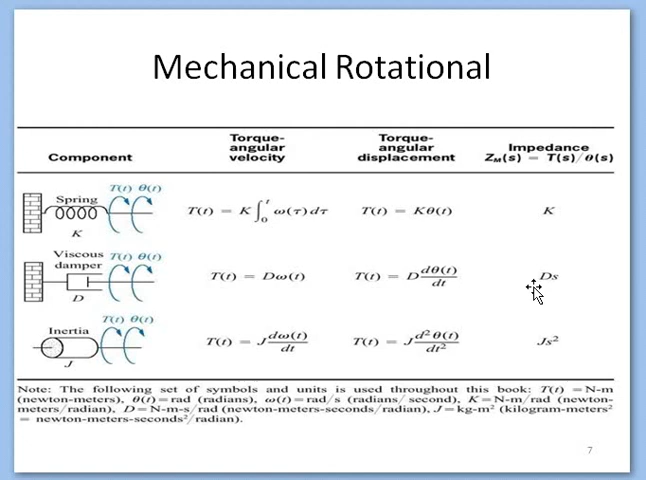 Mechanical Rotational
Component
Torque-
angular
velocity
Torque-
angular
displacement
Impedance
Z_M(s) = T(s)/θ(s)
T(t) θ(t)
Spring
K
T(t) = K∫₀ᵗ ω(τ)dτ
T(t) = Kθ(t)
K
Viscous T(t) θ(t)
damper
D
T(t) = Dω(t)
T(t) = D dθ(t)/dt
Ds
T(t) θ(t)
Inertia
J
T(t) = J dω(t)/dt
T(t) = J d²θ(t)/dt²
Js²
Note: The following set of symbols and units is used throughout this book: T(t) = N-m
(newton-meters), θ(t) = rad (radians), ω(t) = rad/s (radians/ second), K = N-m/rad (newton-
meters/radian), D = N-m-s/rad (newton-meters-seconds/radian), J = kg-m² (kilogram-meters²
= newton-meters-seconds²/radian).
7